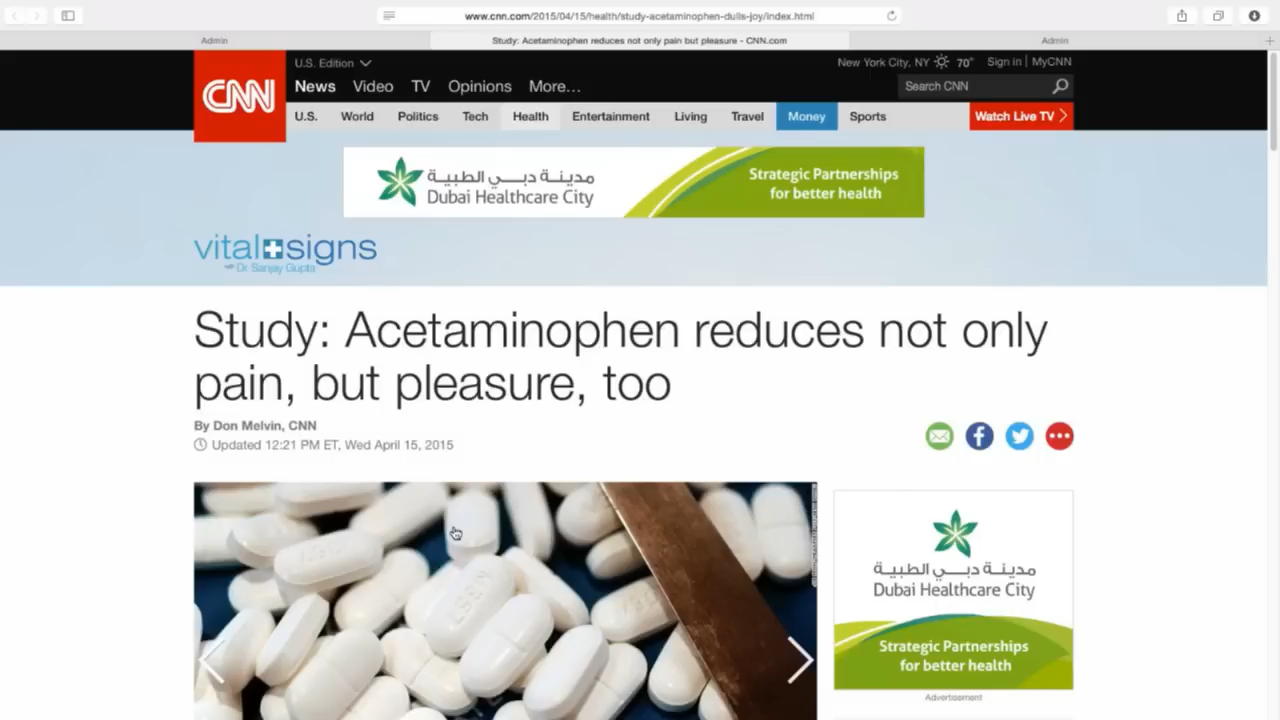 www.cnn.com/2015/04/15/health/study-acetaminophen-dulls-joy/index.html
Admin
Study: Acetaminophen reduces not only pain but pleasure - CNN.com
Admin
CNN
U.S. Edition
New York City, NY 70° Sign in | MyCNN
News Video TV Opinions More...
Search CNN
U.S. World Politics Tech Health Entertainment Living Travel Money Sports
Watch Live TV
مدينة دبي الطبية
Dubai Healthcare City
Strategic Partnerships
for better health
vital signs
Dr Sanjay Gupta
Study: Acetaminophen reduces not only
pain, but pleasure, too
By Don Melvin, CNN
Updated 12:21 PM ET, Wed April 15, 2015
مدينة دبي الطبية
Dubai Healthcare City
Strategic Partnerships
for better health
Advertisement